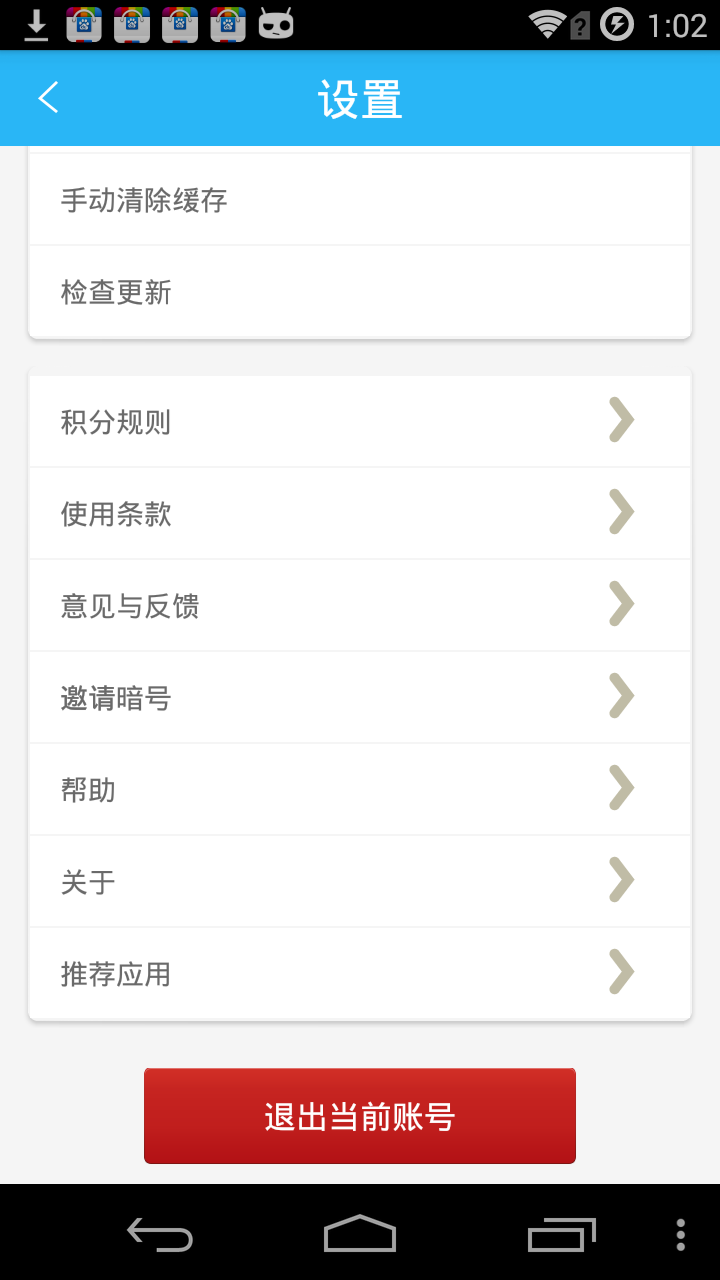 1:02
设置
手动清除缓存
检查更新
积分规则
使用条款
意见与反馈
邀请暗号
帮助
关于
推荐应用
退出当前账号